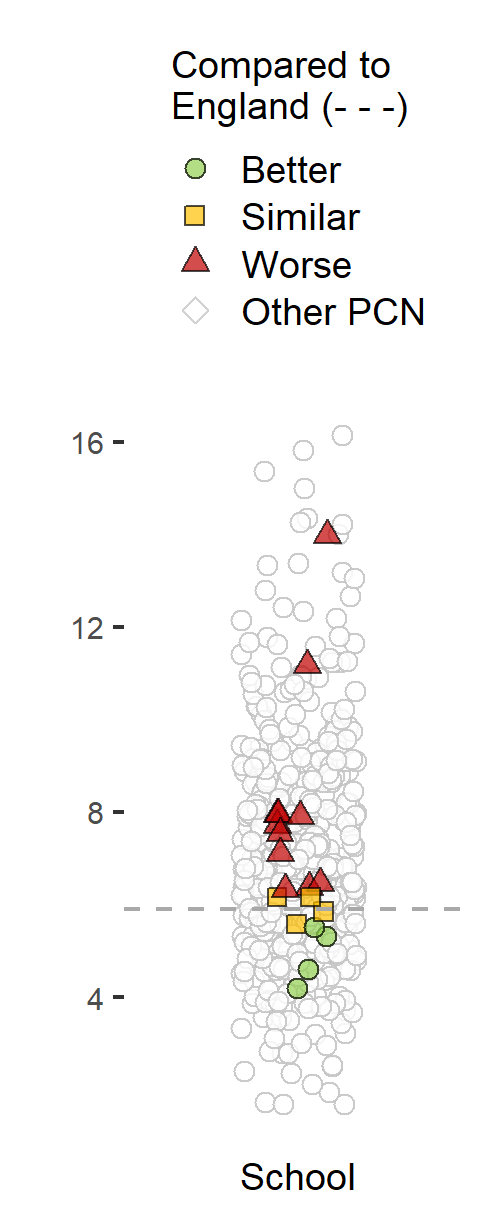 Compared to
England (- - -)
Better
Similar
Worse
Other PCN
16
12
8
4
School